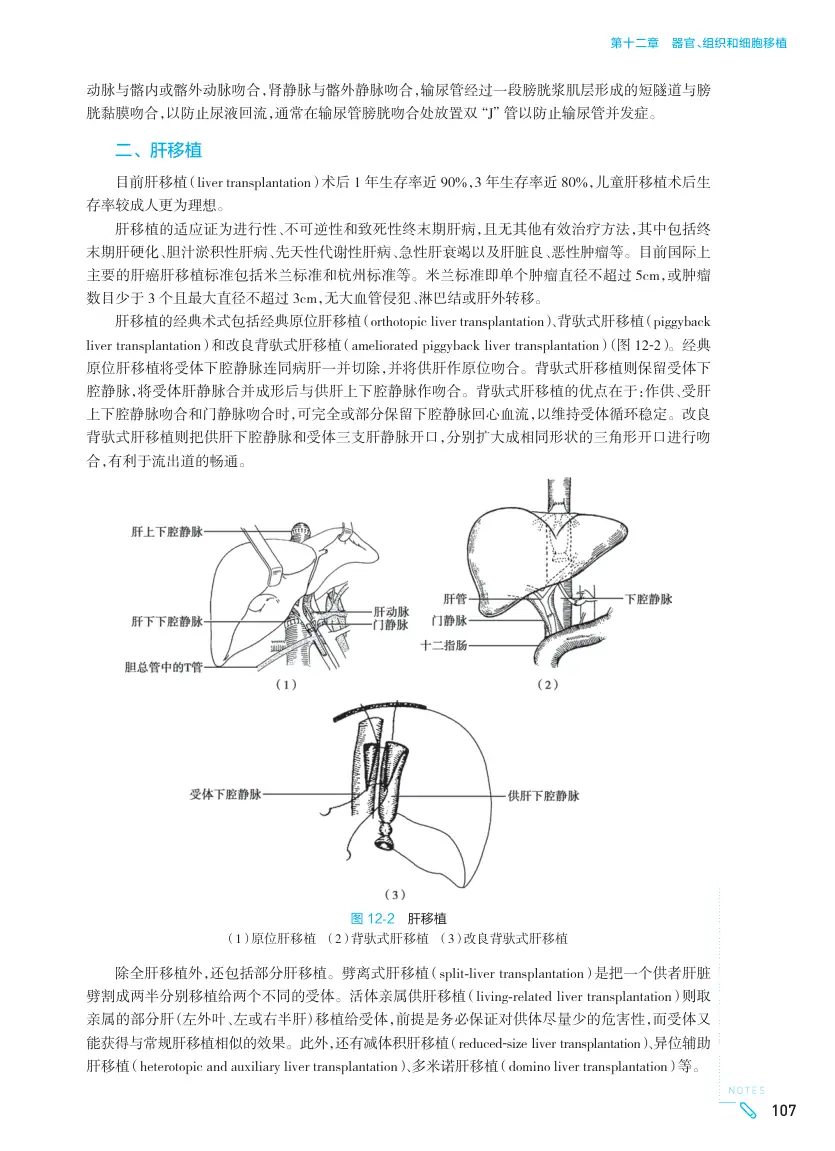 第十二章 器官、组织和细胞移植
动脉与髂内或髂外动脉吻合，肾静脉与髂外静脉吻合，输尿管经过一段膀胱浆肌层形成的短隧道与膀
胱黏膜吻合，以防止尿液回流，通常在输尿管膀胱吻合处放置双“J”管以防止输尿管并发症。
二、肝移植
目前肝移植（liver transplantation）术后 1 年生存率近 90%，3 年生存率近 80%，儿童肝移植术后生
存率较成人更为理想。
肝移植的适应证为进行性、不可逆性和致死性终末期肝病，且无其他有效治疗方法，其中包括终
末期肝硬化、胆汁淤积性肝病、先天性代谢性肝病、急性肝衰竭以及肝脏良、恶性肿瘤等。目前国际上
主要的肝癌肝移植标准包括米兰标准和杭州标准等。米兰标准即单个肿瘤直径不超过 5cm，或肿瘤
数目少于 3 个且最大直径不超过 3cm，无大血管侵犯、淋巴结或肝外转移。
肝移植的经典术式包括经典原位肝移植（orthotopic liver transplantation）、背驮式肝移植（piggyback
liver transplantation）和改良背驮式肝移植（ameliorated piggyback liver transplantation）（图 12-2）。经典
原位肝移植将受体下腔静脉连同病肝一并切除，并将供肝作原位吻合。背驮式肝移植则保留受体下
腔静脉，将受体肝静脉合并成形后与供肝上下腔静脉作吻合。背驮式肝移植的优点在于：作供、受肝
上下腔静脉吻合和门静脉吻合时，可完全或部分保留下腔静脉回心血流，以维持受体循环稳定。改良
背驮式肝移植则把供肝下腔静脉和受体三支肝静脉开口，分别扩大成相同形状的三角形开口进行吻
合，有利于流出道的畅通。
肝上下腔静脉
肝下下腔静脉
胆总管中的T管
肝动脉
门静脉
（1）
肝管
门静脉
十二指肠
下腔静脉
（2）
受体下腔静脉
供肝下腔静脉
（3）
图 12-2 肝移植
（1）原位肝移植 （2）背驮式肝移植 （3）改良背驮式肝移植
除全肝移植外，还包括部分肝移植。劈离式肝移植（split-liver transplantation）是把一个供者肝脏
劈割成两半分别移植给两个不同的受体。活体亲属供肝移植（living-related liver transplantation）则取
亲属的部分肝（左外叶、左或右半肝）移植给受体，前提是务必保证对供体尽量少的危害性，而受体又
能获得与常规肝移植相似的效果。此外，还有减体积肝移植（reduced-size liver transplantation）、异位辅助
肝移植（heterotopic and auxiliary liver transplantation）、多米诺肝移植（domino liver transplantation）等。
NOTES
107